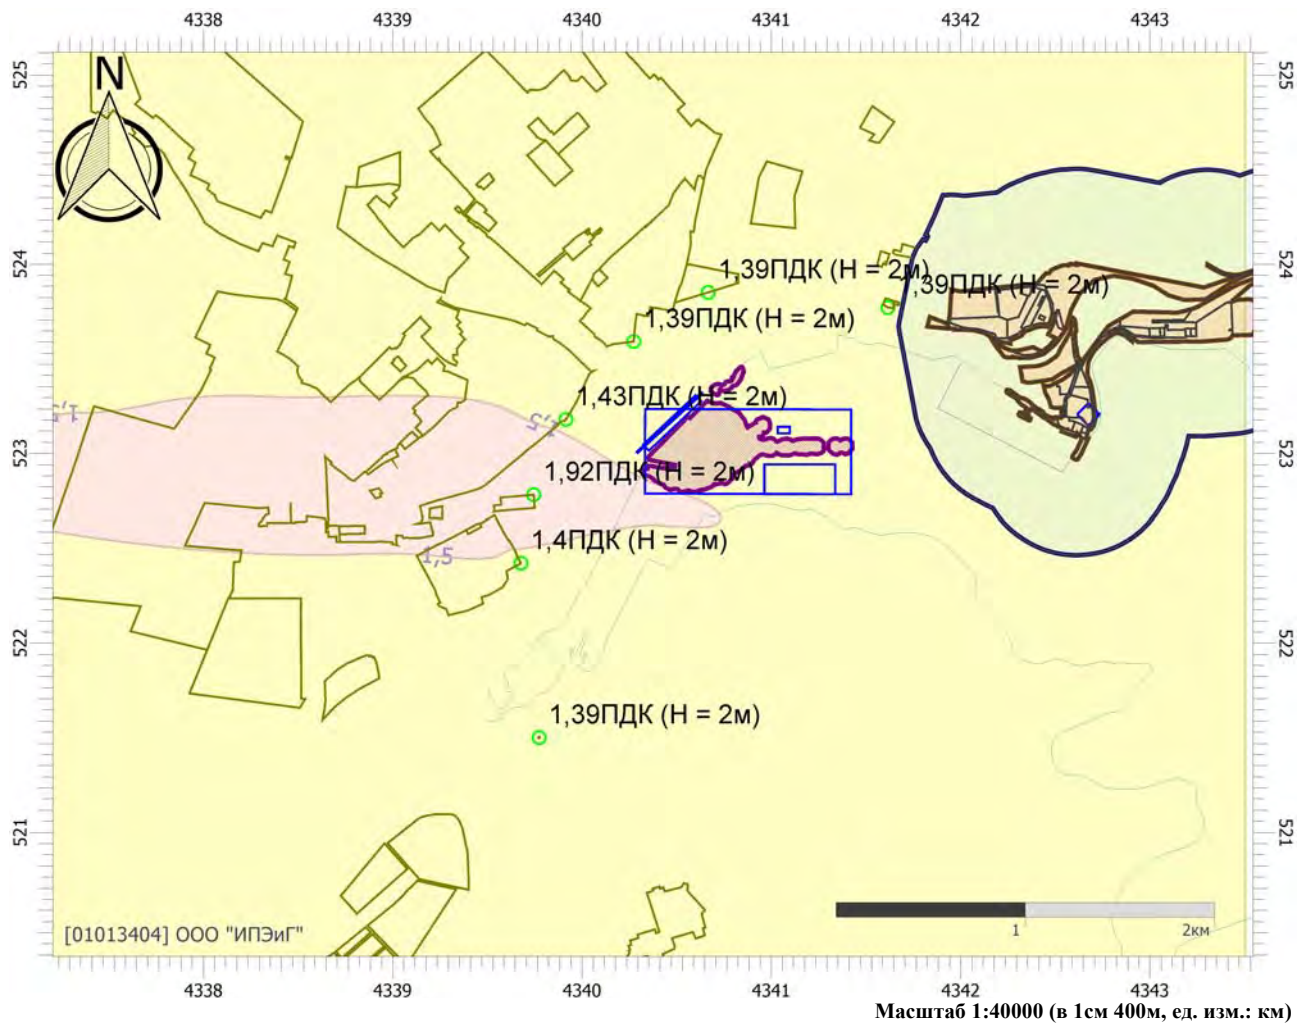 4338 4339 4340 4341 4342 4343
525 525
N
524 524
1,39ПДК (Н = 2м)
,39ПДК (Н = 2м)
1,39ПДК (Н = 2м)
1,43ПДК (Н = 2м)
1,5
523 523
1,92ПДК (Н = 2м)
1,4ПДК (Н = 2м)
1,5
522 522
1,39ПДК (Н = 2м)
521 521
[01013404] ООО "ИПЭиГ"
1 2км
4338 4339 4340 4341 4342 4343
Масштаб 1:40000 (в 1см 400м, ед. изм.: км)